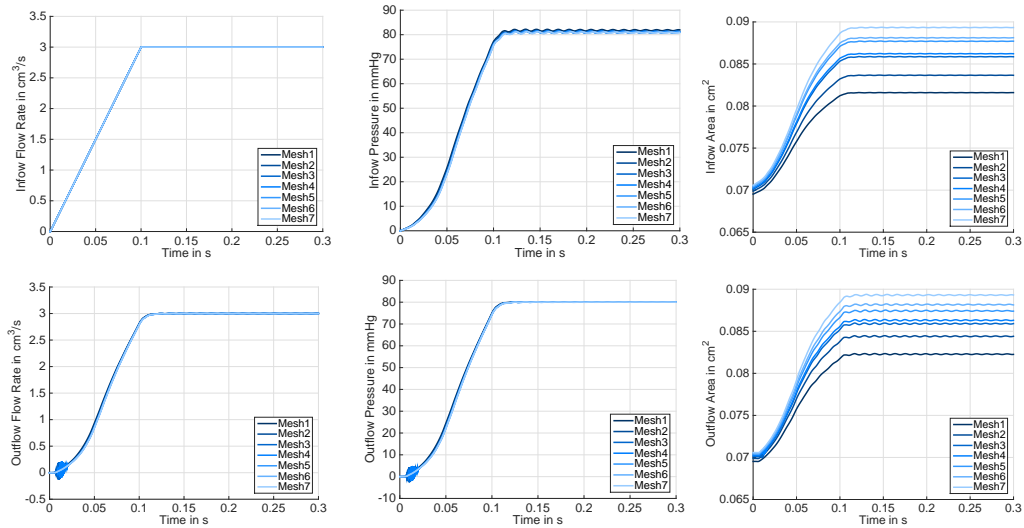 Inflow Flow Rate in cm³/s
3.5
3
2.5
2
1.5
1
0.5
0
Mesh1
Mesh2
Mesh3
Mesh4
Mesh5
Mesh6
Mesh7
0 0.05 0.1 0.15 0.2 0.25 0.3
Time in s
Infow Pressure in mmHg
90
80
70
60
50
40
30
20
10
0
Mesh1
Mesh2
Mesh3
Mesh4
Mesh5
Mesh6
Mesh7
0 0.05 0.1 0.15 0.2 0.25 0.3
Time in s
Infow Area in cm²
0.09
0.085
0.08
0.075
0.07
0.065
Mesh1
Mesh2
Mesh3
Mesh4
Mesh5
Mesh6
Mesh7
0 0.05 0.1 0.15 0.2 0.25 0.3
Time in s
Outflow Flow Rate in cm³/s
3.5
3
2.5
2
1.5
1
0.5
0
-0.5
Mesh1
Mesh2
Mesh3
Mesh4
Mesh5
Mesh6
Mesh7
0 0.05 0.1 0.15 0.2 0.25 0.3
Time in s
Outflow Pressure in mmHg
90
80
70
60
50
40
30
20
10
0
-10
Mesh1
Mesh2
Mesh3
Mesh4
Mesh5
Mesh6
Mesh7
0 0.05 0.1 0.15 0.2 0.25 0.3
Time in s
Outflow Area in cm²
0.09
0.085
0.08
0.075
0.07
0.065
Mesh1
Mesh2
Mesh3
Mesh4
Mesh5
Mesh6
Mesh7
0 0.05 0.1 0.15 0.2 0.25 0.3
Time in s